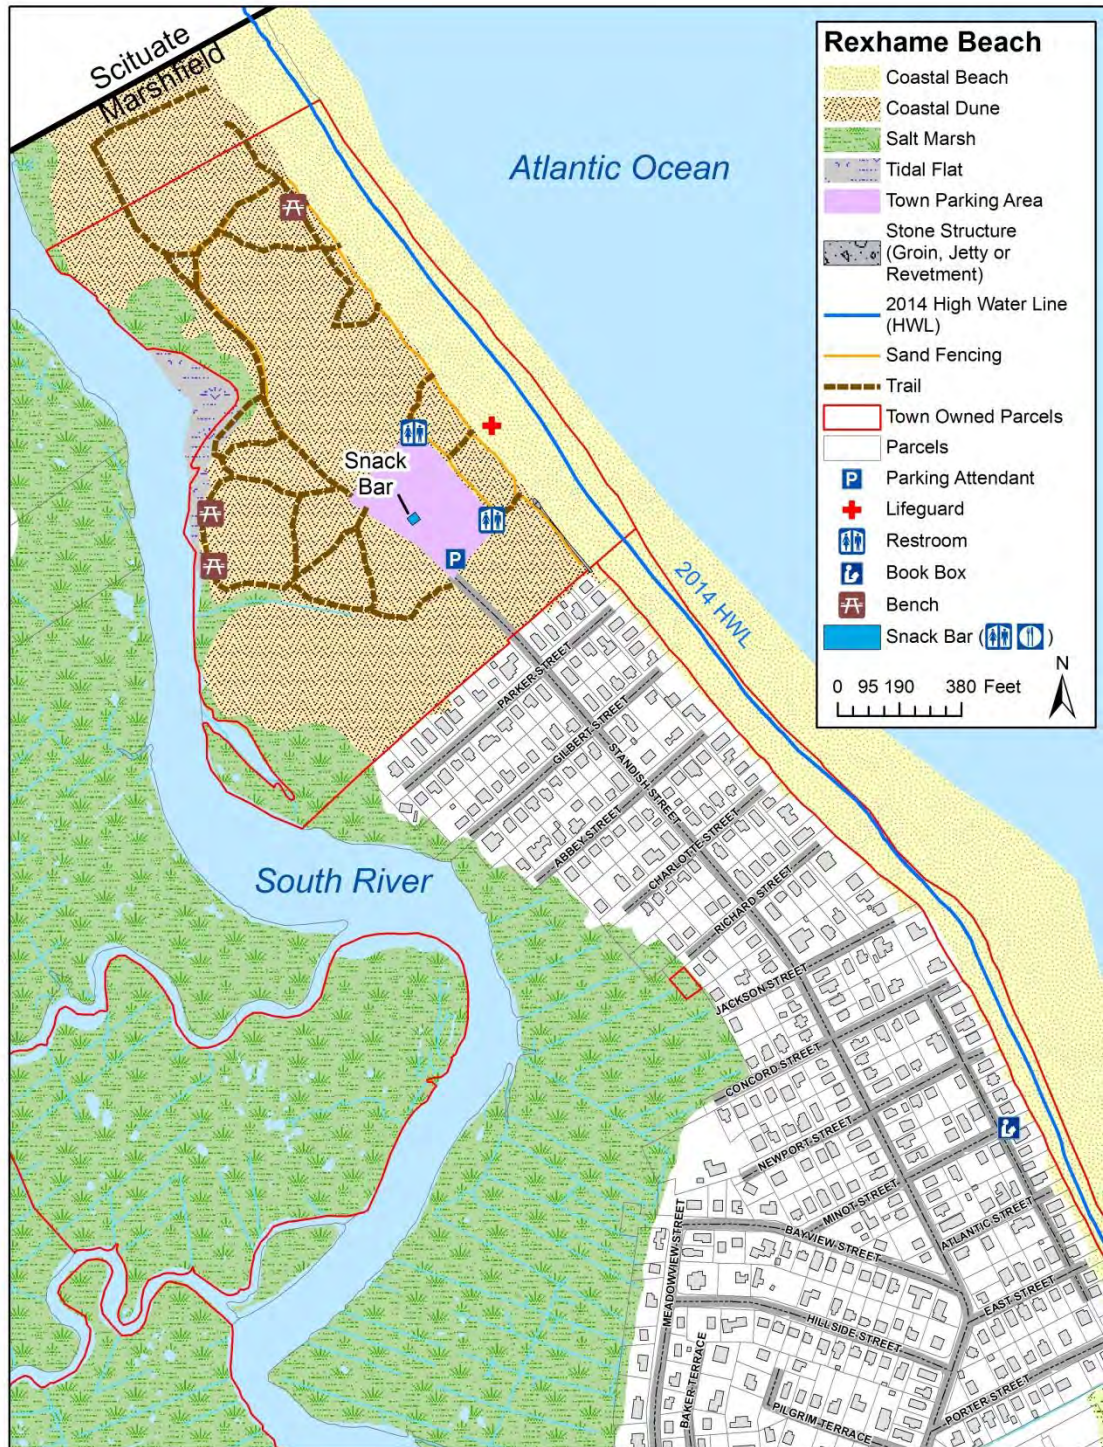 Scituate
Marshfield
Atlantic Ocean
Rexhame Beach
Coastal Beach
Coastal Dune
Salt Marsh
Tidal Flat
Town Parking Area
Stone Structure
(Groin, Jetty or
Revetment)
2014 High Water Line
(HWL)
Sand Fencing
Trail
Town Owned Parcels
Parcels
P
Parking Attendant
Lifeguard
Restroom
Book Box
Bench
Snack Bar ( )
N
0 95 190 380 Feet
Snack
Bar
P
2014 HWL
PARKER STREET
GILBERT STREET
STANDISH STREET
ABBEY STREET
CHARLOTTE STREET
RICHARD STREET
South River
JACKSON STREET
CONCORD STREET
NEWPORT STREET
MINOT STREET
MEADOWVIEW STREET
BAYVIEW STREET
ATLANTIC STREET
EAST STREET
HILLSIDE STREET
BAKER TERRACE
PILGRIM TERRACE
PORTER STREET